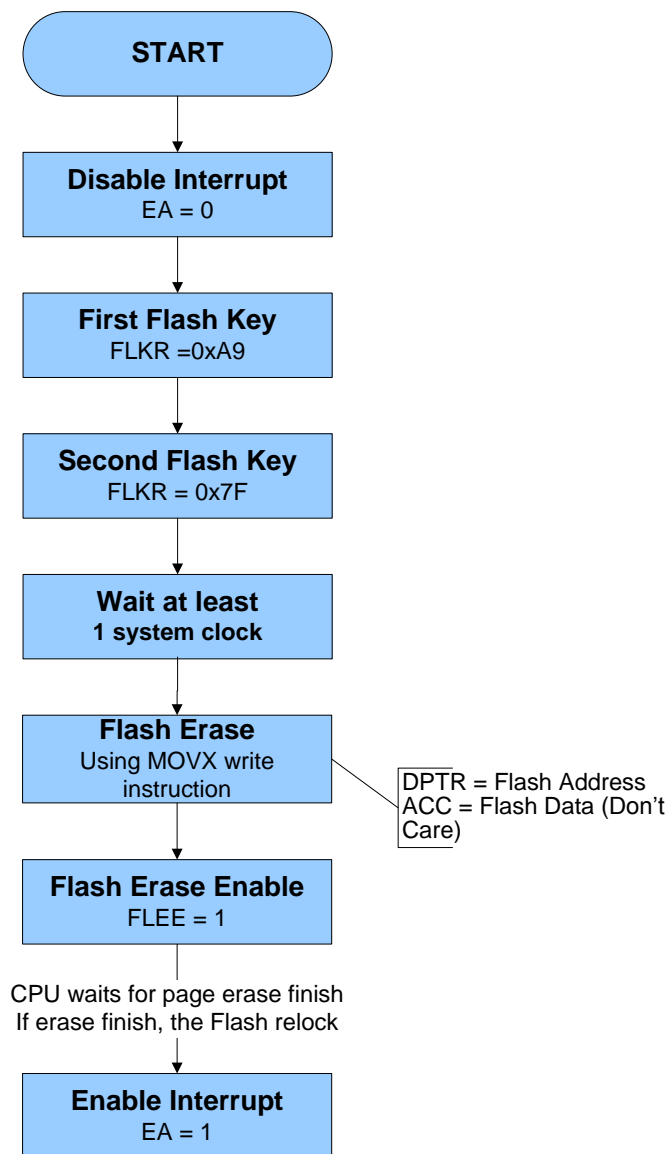 START
Disable Interrupt
EA = 0
First Flash Key
FLKR =0xA9
Second Flash Key
FLKR = 0x7F
Wait at least
1 system clock
Flash Erase
Using MOVX write
instruction
DPTR = Flash Address
ACC = Flash Data (Don't
Care)
Flash Erase Enable
FLEE = 1
CPU waits for page erase finish
If erase finish, the Flash relock
Enable Interrupt
EA = 1